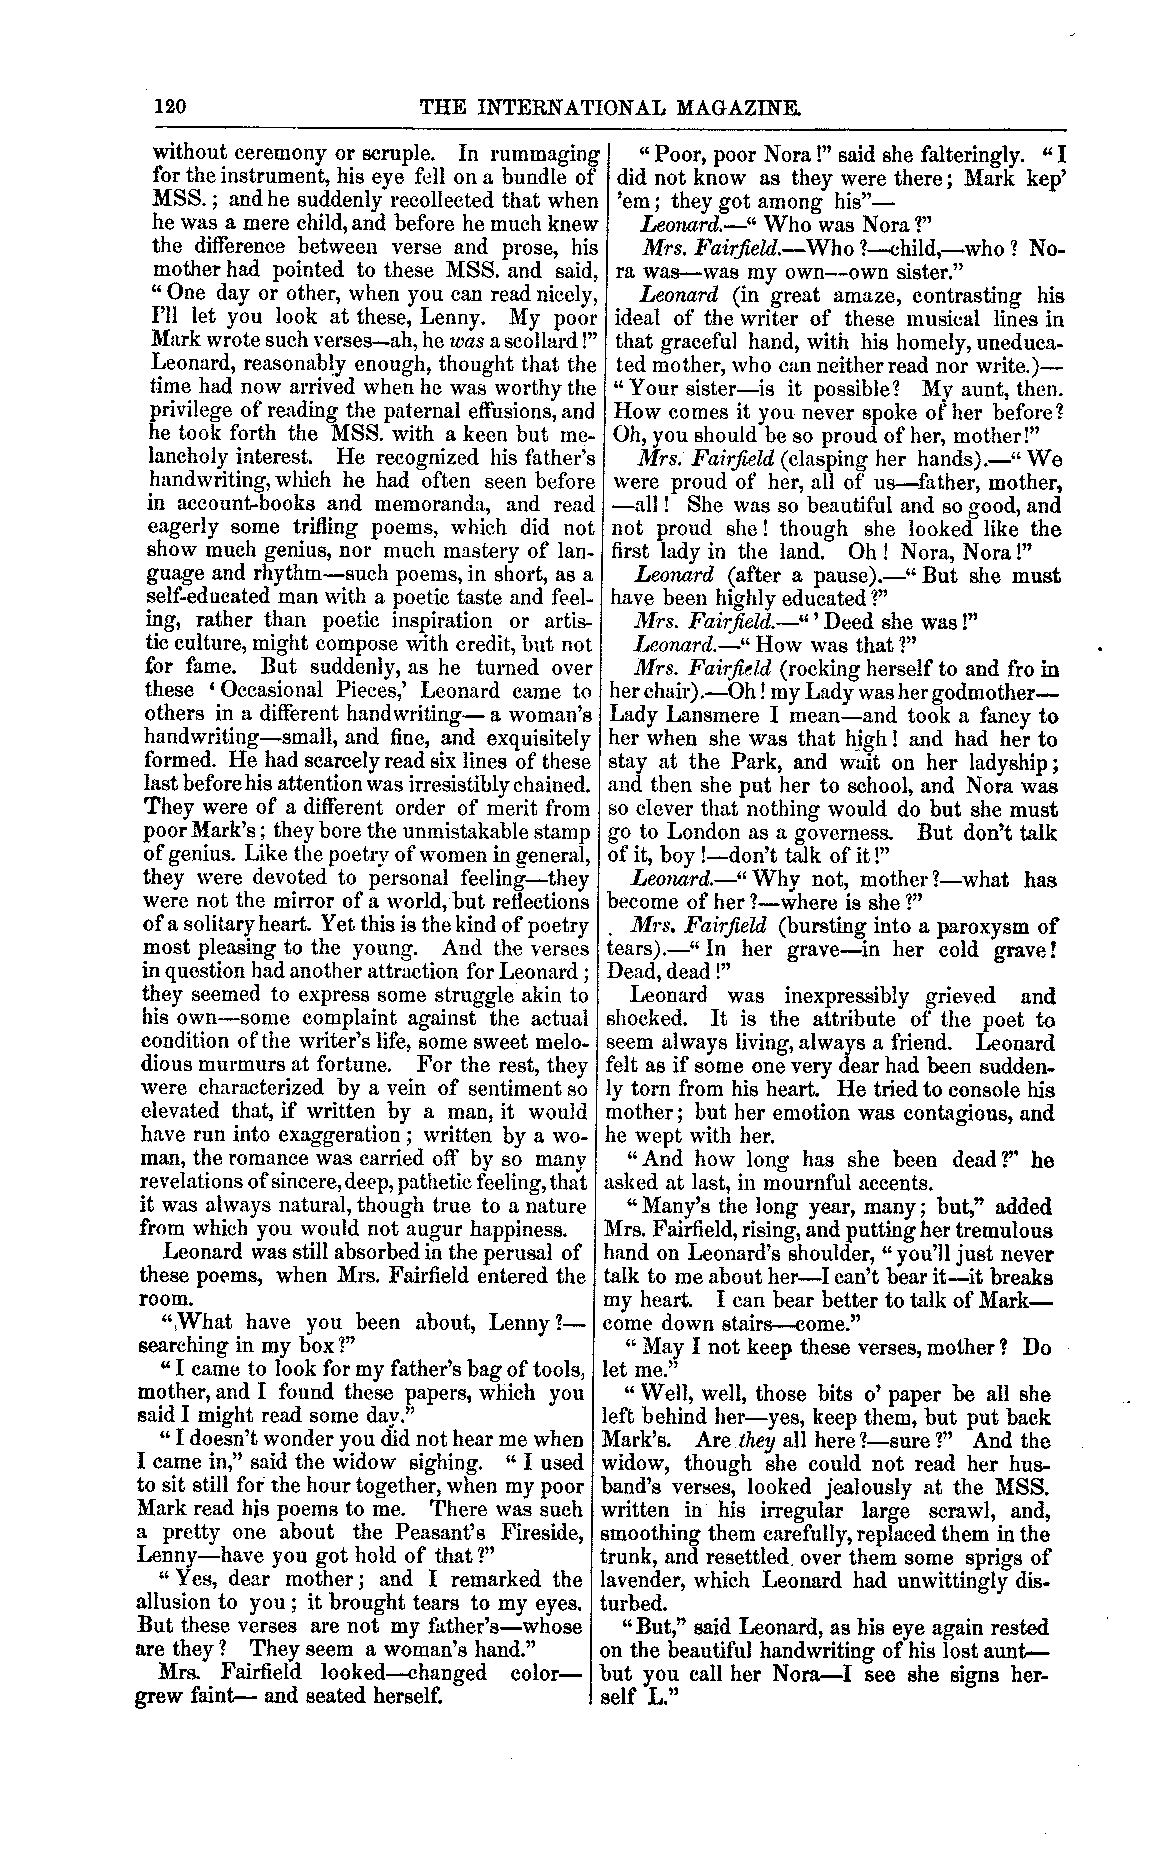 120 THE INTERNATIONAL MAGAZINE.
without ceremony or scruple. In rummaging
for the instrument, his eye fell on a bundle of
MSS.; and he suddenly recollected that when
he was a mere child, and before he much knew
the difference between verse and prose, his
mother had pointed to these MSS. and said,
"One day or other, when you can read nicely,
I'll let you look at these, Lenny. My poor
Mark wrote such verses—ah, he was a scollard!"
Leonard, reasonably enough, thought that the
time had now arrived when he was worthy the
privilege of reading the paternal effusions, and
he took forth the MSS. with a keen but me-
lancholy interest. He recognized his father's
handwriting, which he had often seen before
in account-books and memoranda, and read
eagerly some trifling poems, which did not
show much genius, nor much mastery of lan-
guage and rhythm—such poems, in short, as a
self-educated man with a poetic taste and feel-
ing, rather than poetic inspiration or artis-
tic culture, might compose with credit, but not
for fame. But suddenly, as he turned over
these 'Occasional Pieces,' Leonard came to
others in a different handwriting—a woman's
handwriting—small, and fine, and exquisitely
formed. He had scarcely read six lines of these
last before his attention was irresistibly chained.
They were of a different order of merit from
poor Mark's; they bore the unmistakable stamp
of genius. Like the poetry of women in general,
they were devoted to personal feeling—they
were not the mirror of a world, but reflections
of a solitary heart. Yet this is the kind of poetry
most pleasing to the young. And the verses
in question had another attraction for Leonard;
they seemed to express some struggle akin to
his own—some complaint against the actual
condition of the writer's life, some sweet melo-
dious murmurs at fortune. For the rest, they
were characterized by a vein of sentiment so
elevated that, if written by a man, it would
have run into exaggeration; written by a wo-
man, the romance was carried off by so many
revelations of sincere, deep, pathetic feeling, that
it was always natural, though true to a nature
from which you would not augur happiness.
Leonard was still absorbed in the perusal of
these poems, when Mrs. Fairfield entered the
room.
"What have you been about, Lenny?—
searching in my box?"
"I came to look for my father's bag of tools,
mother, and I found these papers, which you
said I might read some day."
"I doesn't wonder you did not hear me when
I came in," said the widow sighing. "I used
to sit still for the hour together, when my poor
Mark read his poems to me. There was such
a pretty one about the Peasant's Fireside,
Lenny—have you got hold of that?"
"Yes, dear mother; and I remarked the
allusion to you; it brought tears to my eyes.
But these verses are not my father's—whose
are they? They seem a woman's hand."
Mrs. Fairfield looked—changed color—
grew faint—and seated herself.
"Poor, poor Nora!" said she falteringly. "I
did not know as they were there; Mark kep'
'em; they got among his"—
Leonard.—"Who was Nora?"
Mrs. Fairfield.—Who?—child,—who? No-
ra was—was my own—own sister."
Leonard (in great amaze, contrasting his
ideal of the writer of these musical lines in
that graceful hand, with his homely, uneduca-
ted mother, who can neither read nor write.)—
"Your sister—is it possible? My aunt, then.
How comes it you never spoke of her before?
Oh, you should be so proud of her, mother!"
Mrs. Fairfield (clasping her hands).—"We
were proud of her, all of us—father, mother,
—all! She was so beautiful and so good, and
not proud she! though she looked like the
first lady in the land. Oh! Nora, Nora!"
Leonard (after a pause).—"But she must
have been highly educated?"
Mrs. Fairfield.—"'Deed she was!"
Leonard.—"How was that?"
Mrs. Fairfield (rocking herself to and fro in
her chair).—Oh! my Lady was her godmother—
Lady Lansmere I mean—and took a fancy to
her when she was that high! and had her to
stay at the Park, and wait on her ladyship;
and then she put her to school, and Nora was
so clever that nothing would do but she must
go to London as a governess. But don't talk
of it, boy!—don't talk of it!"
Leonard.—"Why not, mother?—what has
become of her?—where is she?"
Mrs. Fairfield (bursting into a paroxysm of
tears).—"In her grave—in her cold grave!
Dead, dead!"
Leonard was inexpressibly grieved and
shocked. It is the attribute of the poet to
seem always living, always a friend. Leonard
felt as if some one very dear had been sudden-
ly torn from his heart. He tried to console his
mother; but her emotion was contagious, and
he wept with her.
"And how long has she been dead?" he
asked at last, in mournful accents.
"Many's the long year, many; but," added
Mrs. Fairfield, rising, and putting her tremulous
hand on Leonard's shoulder, "you'll just never
talk to me about her—I can't bear it—it breaks
my heart. I can bear better to talk of Mark—
come down stairs—come."
"May I not keep these verses, mother? Do
let me."
"Well, well, those bits o' paper be all she
left behind her—yes, keep them, but put back
Mark's. Are they all here?—sure?" And the
widow, though she could not read her hus-
band's verses, looked jealously at the MSS.
written in his irregular large scrawl, and,
smoothing them carefully, replaced them in the
trunk, and resettled over them some sprigs of
lavender, which Leonard had unwittingly dis-
turbed.
"But," said Leonard, as his eye again rested
on the beautiful handwriting of his lost aunt—
but you call her Nora—I see she signs her-
self L."